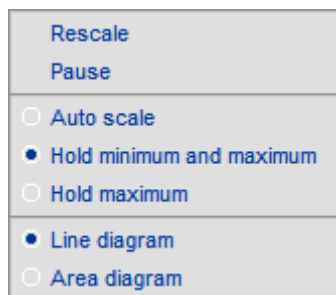 Rescale
Pause
Auto scale
Hold minimum and maximum
Hold maximum
Line diagram
Area diagram